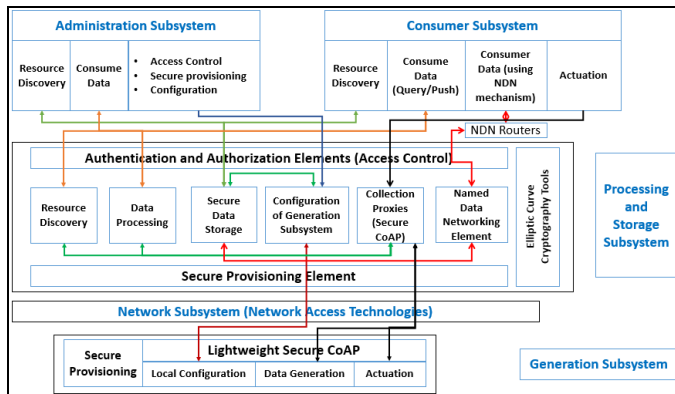 Administration Subsystem
Resource
Discovery
Consume
Data
• Access Control
• Secure provisioning
• Configuration
Consumer Subsystem
Resource
Discovery
Consume
Data
(Query/Push)
Consumer
Data (using
NDN
mechanism)
Actuation
NDN Routers
Authentication and Authorization Elements (Access Control)
Resource
Discovery
Data
Processing
Secure
Data
Storage
Configuration
of Generation
Subsystem
Collection
Proxies
(Secure
CoAP)
Named
Data
Networking
Element
Elliptic Curve
Cryptography Tools
Secure Provisioning Element
Processing
and
Storage
Subsystem
Network Subsystem (Network Access Technologies)
Secure
Provisioning
Lightweight Secure CoAP
Local Configuration
Data Generation
Actuation
Generation Subsystem